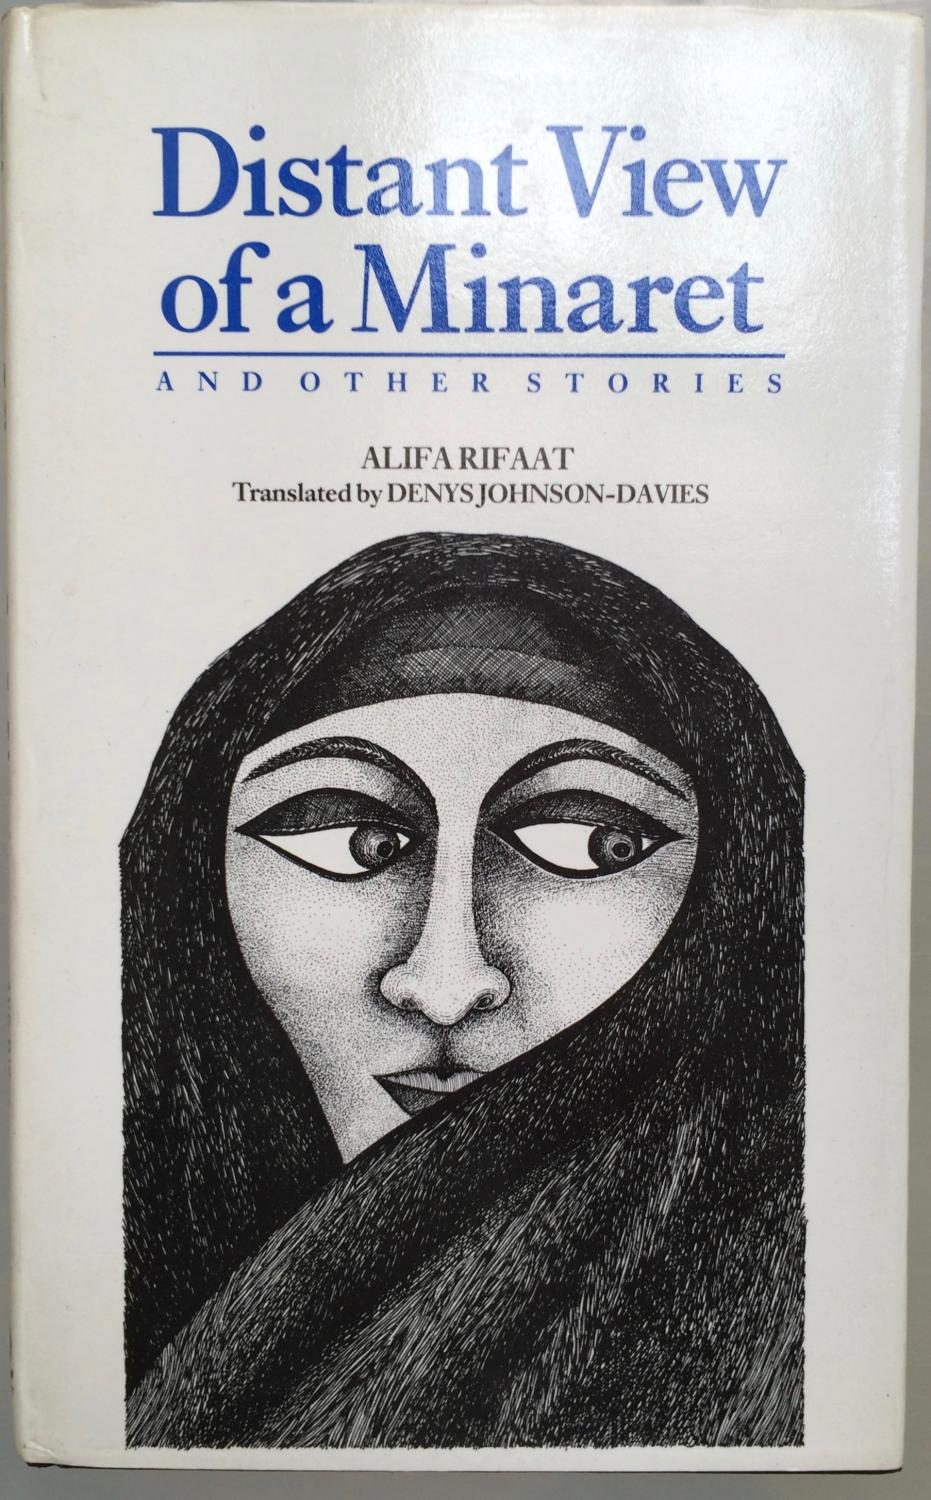 Distant View
of a Minaret
AND OTHER STORIES
ALIFA RIFAAT
Translated by DENYS JOHNSON-DAVIES